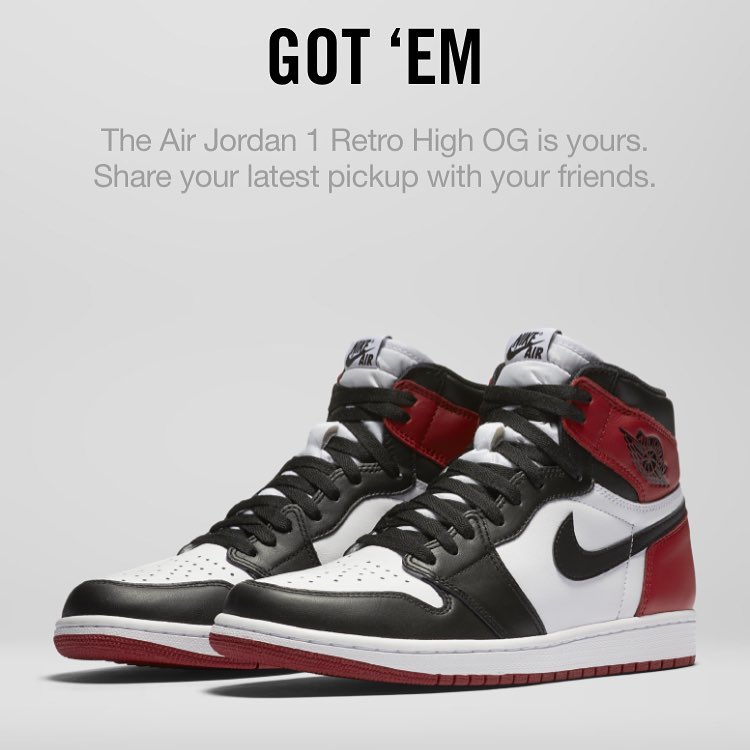 GOT ‘EM
The Air Jordan 1 Retro High OG is yours.
Share your latest pickup with your friends.
NIKE
AIR
NIKE
AIR